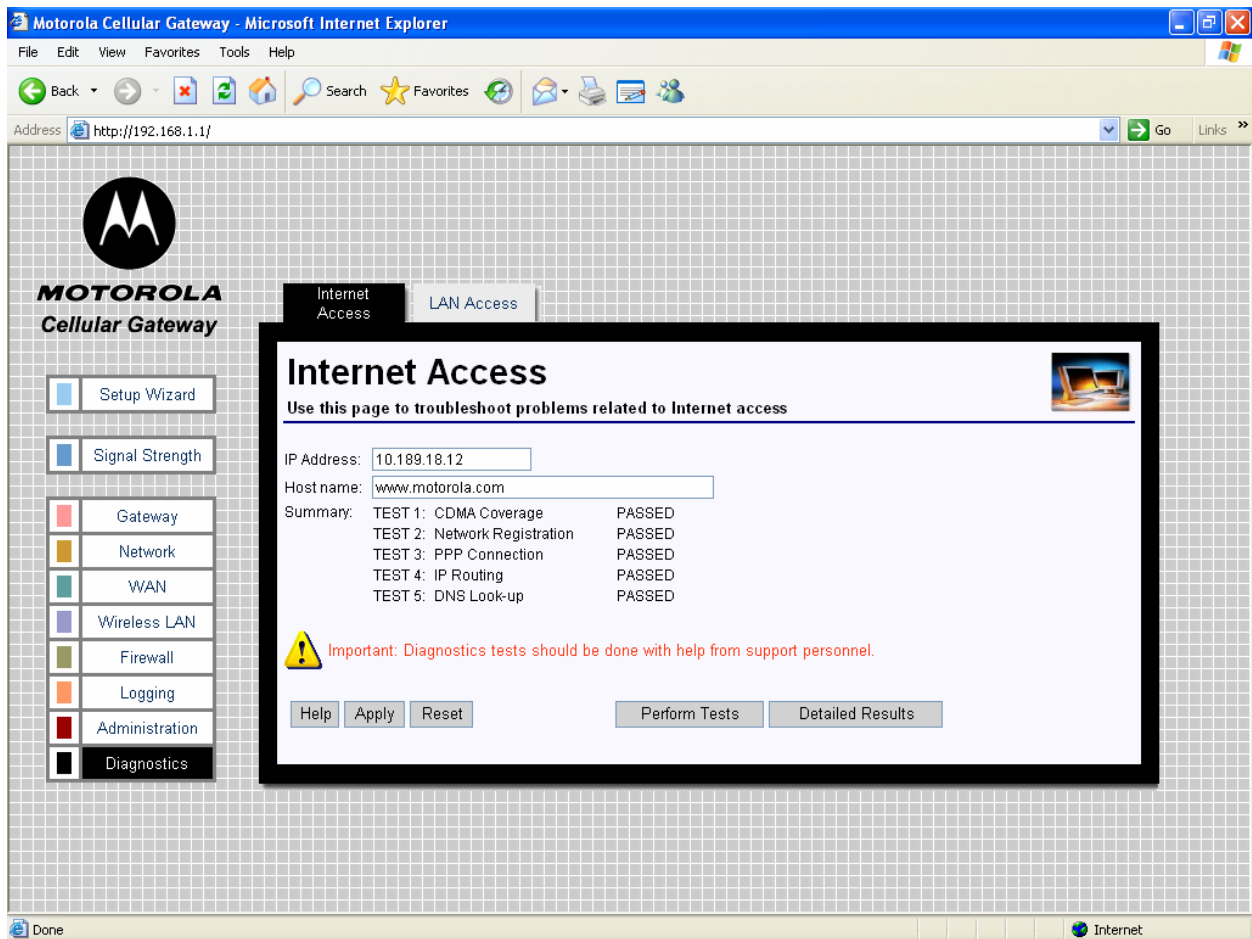 Motorola Cellular Gateway - Microsoft Internet Explorer
File Edit View Favorites Tools Help
Back Search Favorites
Address http://192.168.1.1/ Go Links »
MOTOROLA
Cellular Gateway
Internet Access
LAN Access
Setup Wizard
Signal Strength
Gateway
Network
WAN
Wireless LAN
Firewall
Logging
Administration
Diagnostics
Internet Access
Use this page to troubleshoot problems related to Internet access
IP Address: 10.189.18.12
Host name: www.motorola.com
Summary: TEST 1: CDMA Coverage PASSED
TEST 2: Network Registration PASSED
TEST 3: PPP Connection PASSED
TEST 4: IP Routing PASSED
TEST 5: DNS Look-up PASSED
Important: Diagnostics tests should be done with help from support personnel.
Help Apply Reset Perform Tests Detailed Results
Done Internet